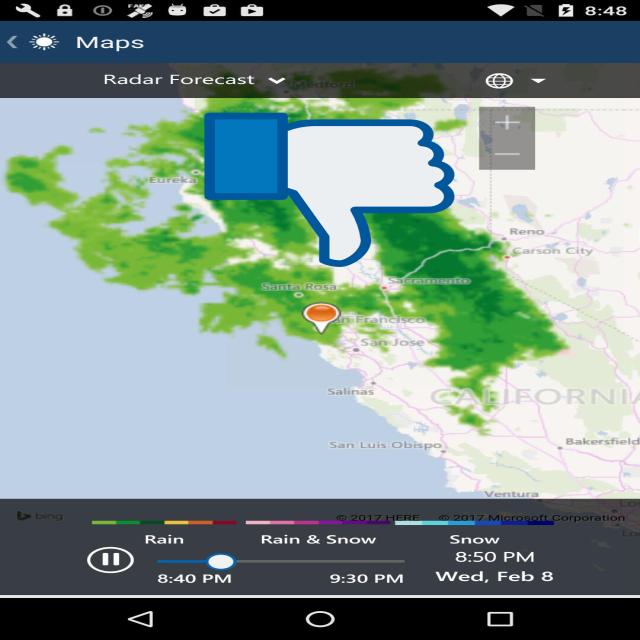 8:48
Maps
Radar Forecast
Medford
Eureka
Reno
Carson City
Sacramento
Santa Rosa
San Francisco
San Jose
Salinas
CALIFORNIA
San Luis Obispo
Bakersfield
Ventura
bing
© 2017 HERE © 2017 Microsoft Corporation
Rain
Rain & Snow
Snow
8:40 PM
9:30 PM
8:50 PM
Wed, Feb 8